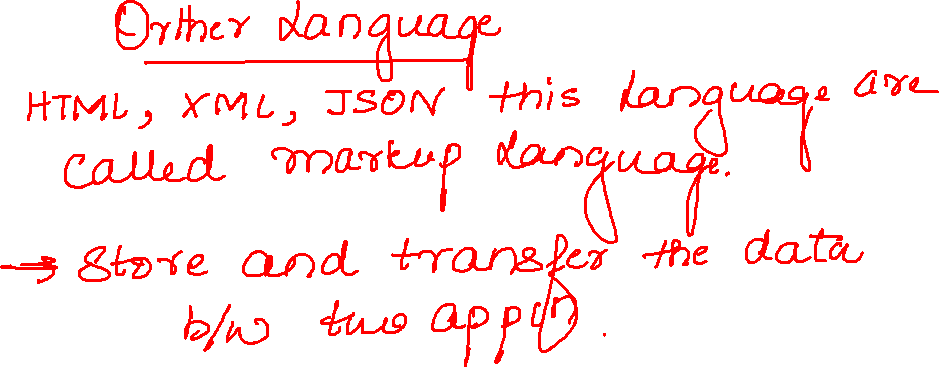 Orther Language
HTML, XML, JSON this Language are
Called markup Language.
→ Store and transfer the data
b/w two appln.